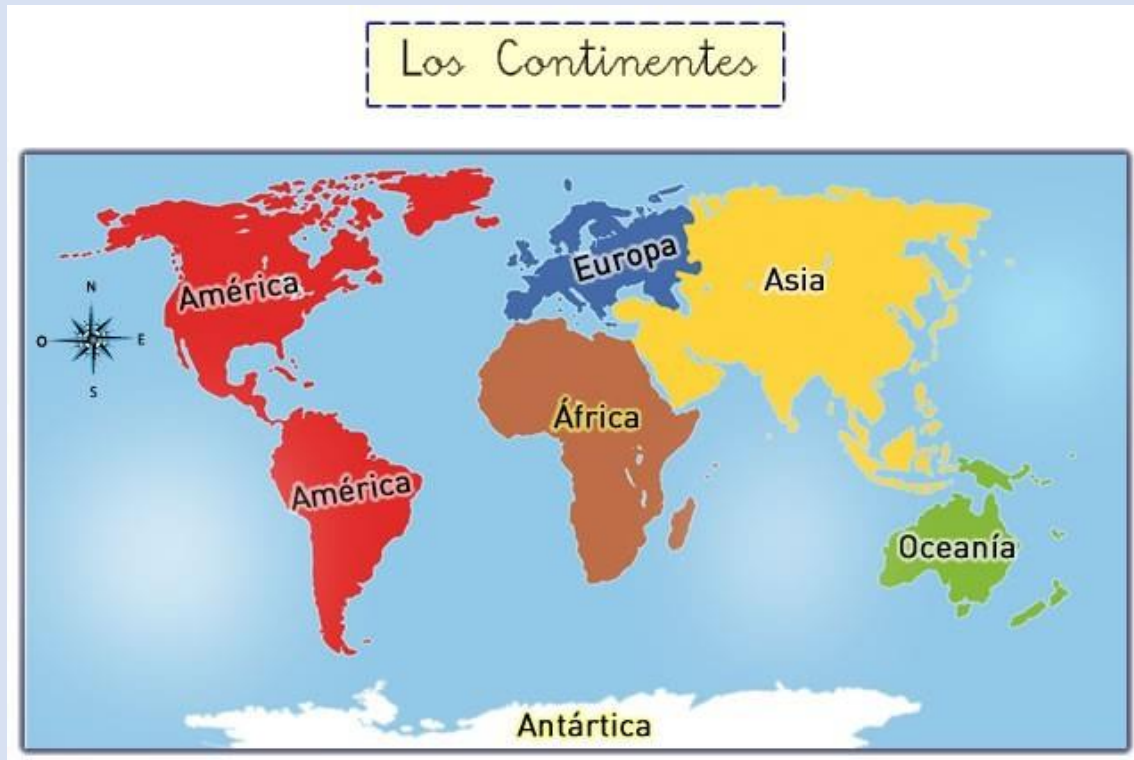 Los Continentes
América
Europa
Asia
N
O
E
S
África
América
Oceanía
Antártica